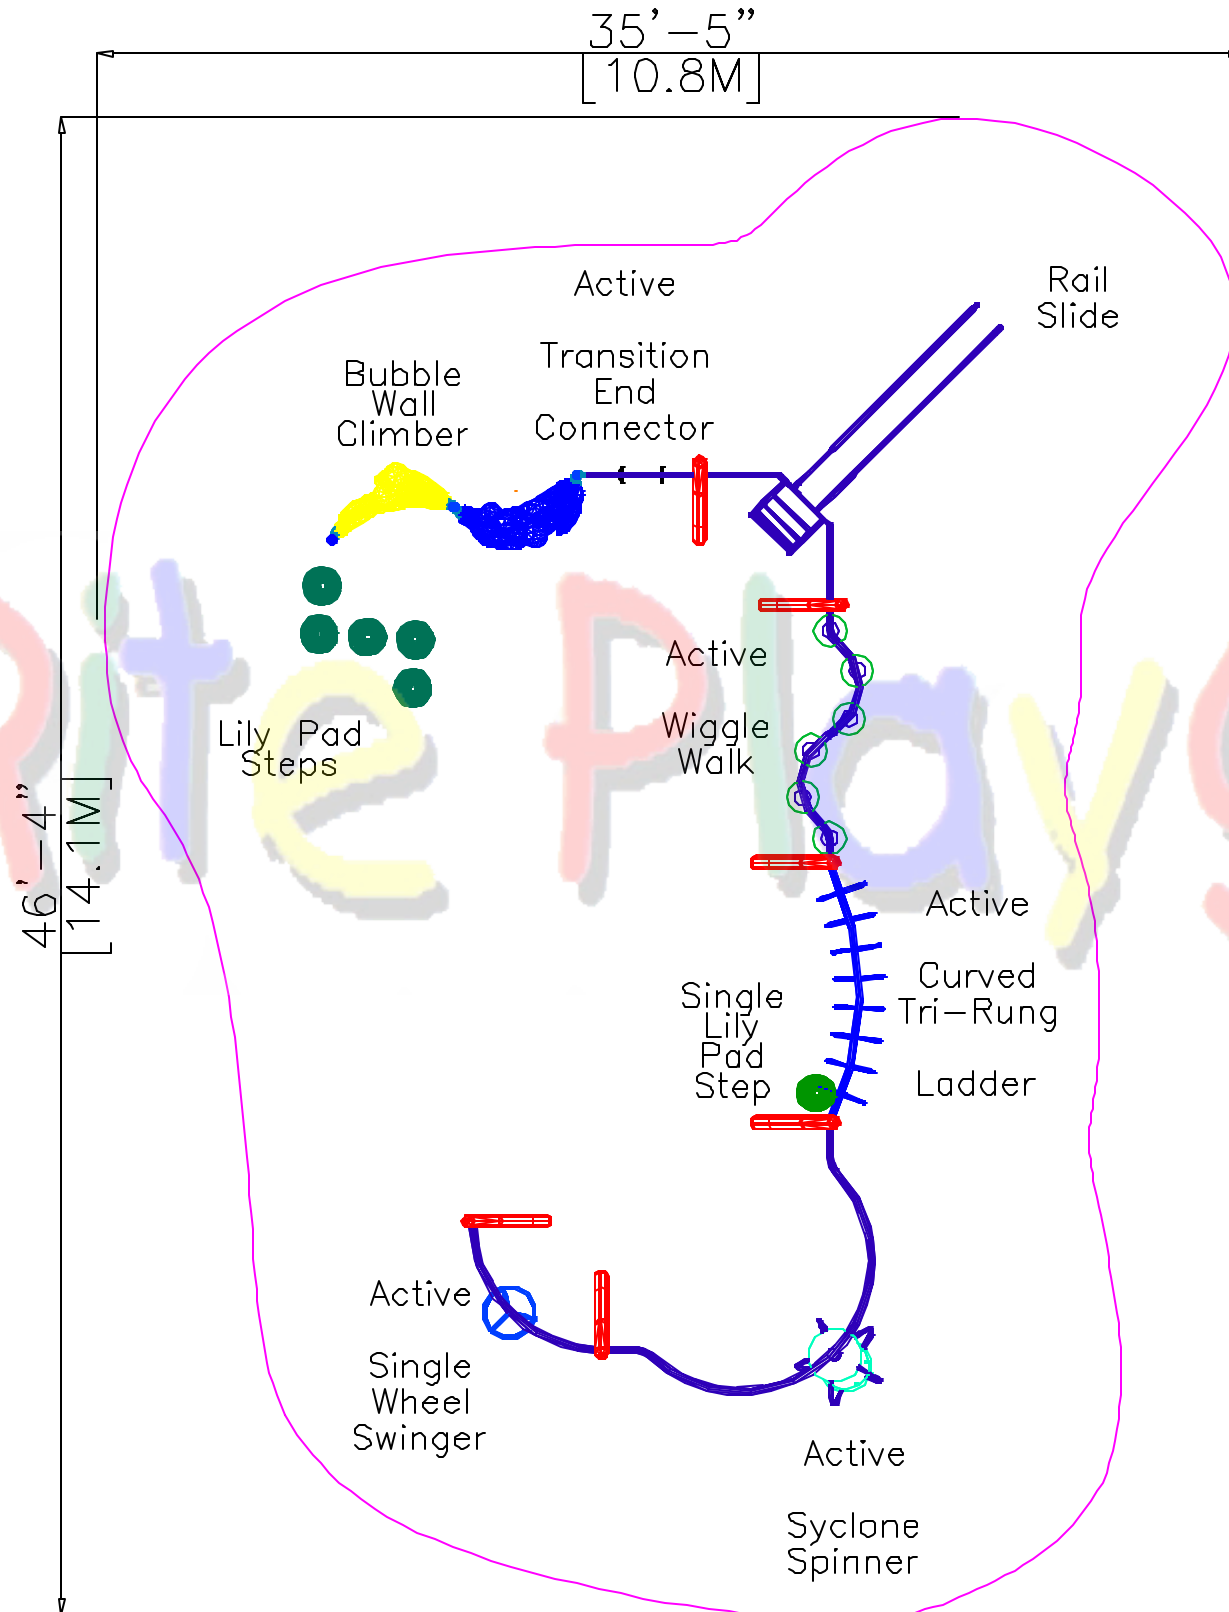 35'-5"
[10.8M]
Active
Transition
End
Connector
Rail
Slide
Bubble
Wall
Climber
Lily Pad
Steps
Active
Wiggle
Walk
46'-4"
[14.1M]
Rite Play
Active
Curved
Tri-Rung
Ladder
Single
Lily
Pad
Step
Active
Single
Wheel
Swinger
Active
Syclone
Spinner